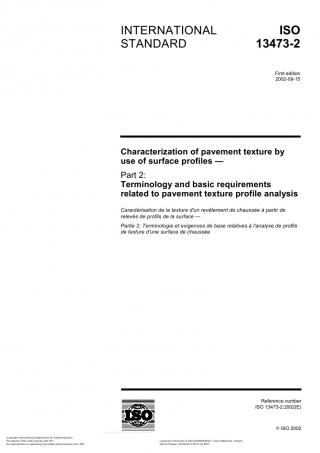 INTERNATIONAL
STANDARD
ISO
13473-2
First edition
2002-09-15
Characterization of pavement texture by
use of surface profiles —
Part 2:
Terminology and basic requirements
related to pavement texture profile analysis
Caractérisation de la texture d'un revêtement de chaussée à partir de
relevés de profils de la surface —
Partie 2: Terminologie et exigences de base relatives à l'analyse de profils
de texture d'une surface de chaussée
ISO
Reference number
ISO 13473-2:2002(E)
© ISO 2002